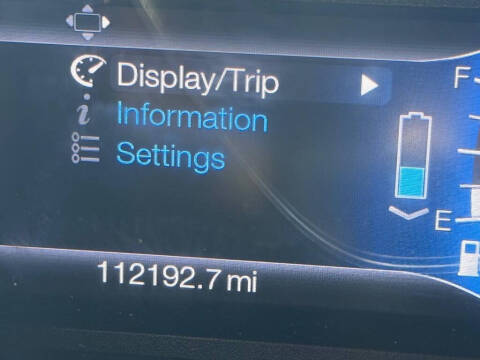 Display/Trip
F
i Information
Settings
E
112192.7 mi